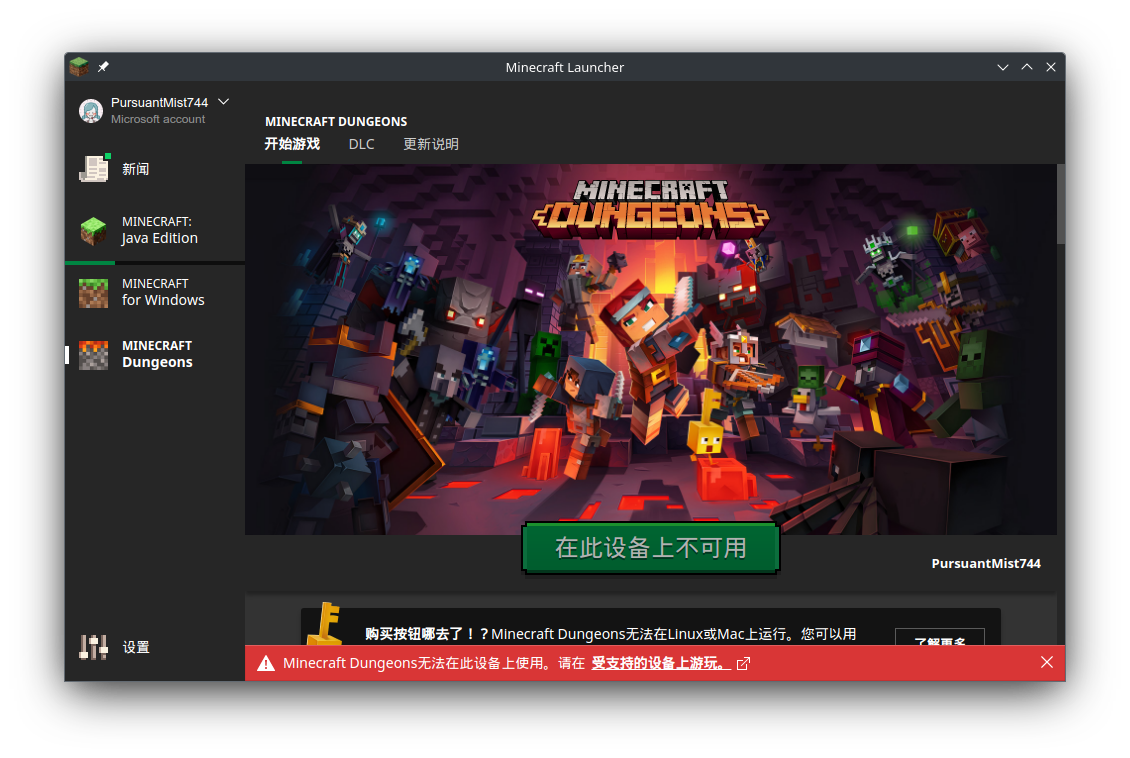 Minecraft Launcher
PursuantMist744
Microsoft account
新闻
MINECRAFT:
Java Edition
MINECRAFT
for Windows
MINECRAFT
Dungeons
设置
MINECRAFT DUNGEONS
开始游戏 DLC 更新说明
MINECRAFT
DUNGEONS
在此设备上不可用
PursuantMist744
购买按钮哪去了！？Minecraft Dungeons无法在Linux或Mac上运行。您可以用
了解更多
Minecraft Dungeons无法在此设备上使用。请在 受支持的设备上游玩。